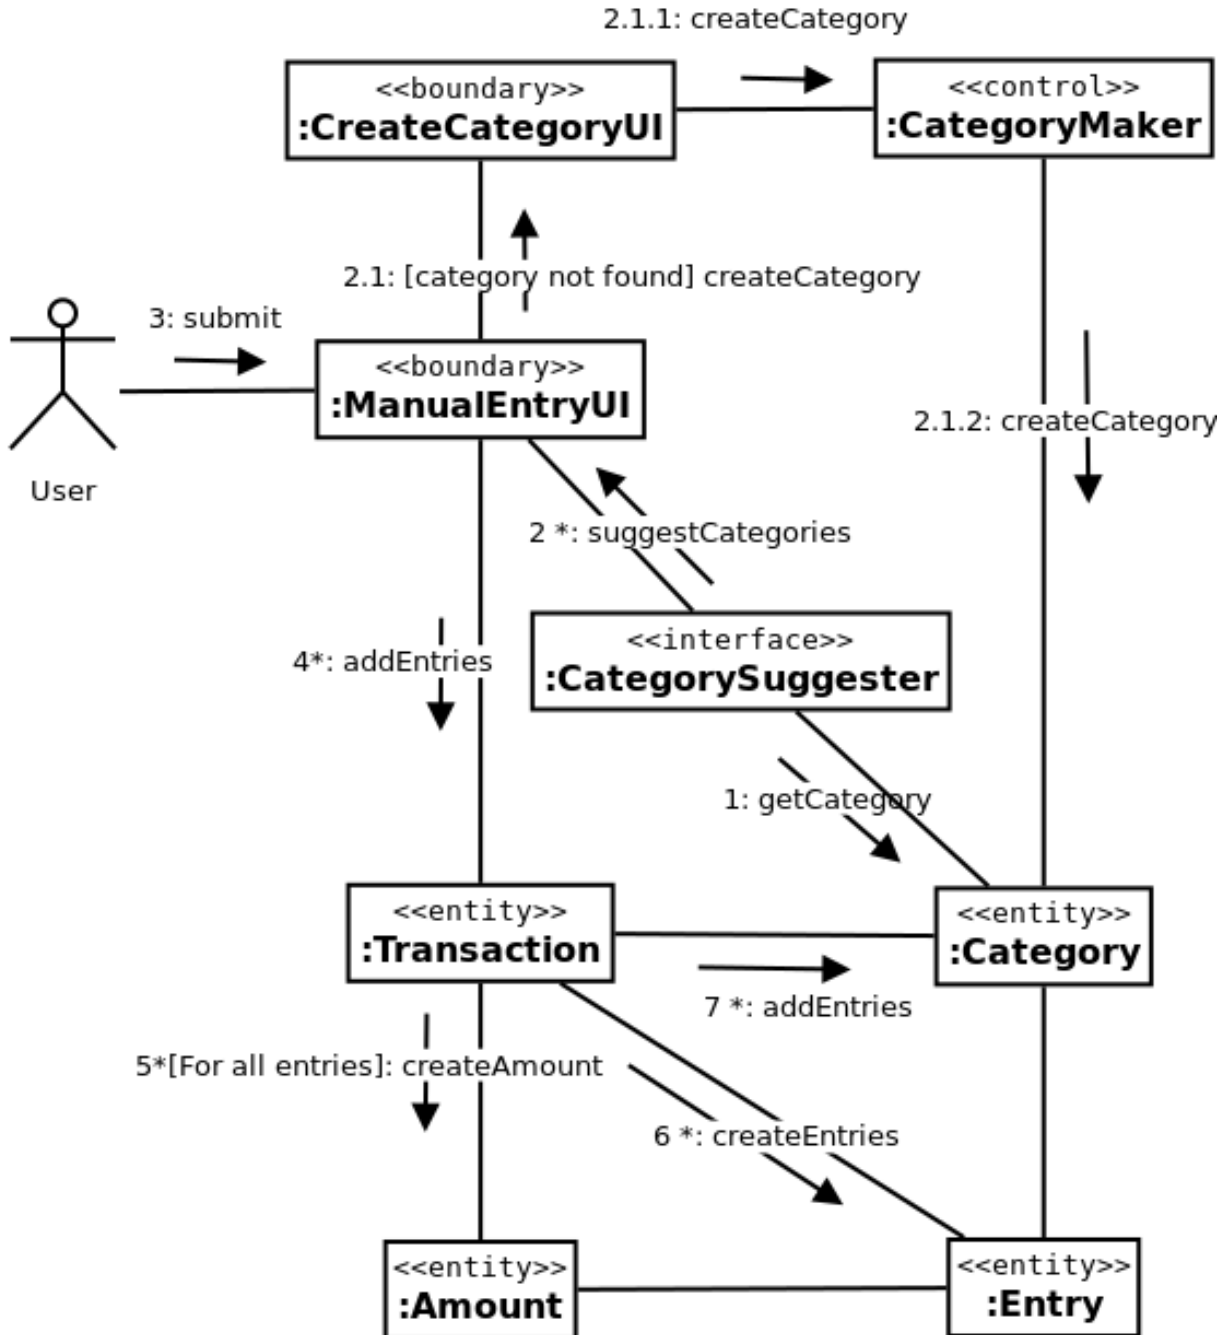 2.1.1: createCategory
<<boundary>>
:CreateCategoryUI
<<control>>
:CategoryMaker
2.1: [category not found] createCategory
3: submit
<<boundary>>
:ManualEntryUI
2.1.2: createCategory
User
2 *: suggestCategories
<<interface>>
:CategorySuggester
4*: addEntries
1: getCategory
<<entity>>
:Transaction
<<entity>>
:Category
7 *: addEntries
5*[For all entries]: createAmount
6 *: createEntries
<<entity>>
:Amount
<<entity>>
:Entry